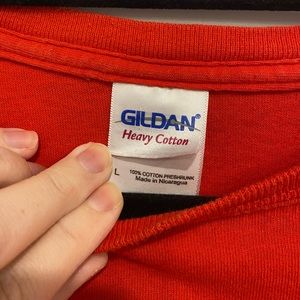 GILDAN®
Heavy Cotton
L
100% COTTON PRESHRUNK
Made in Nicaragua